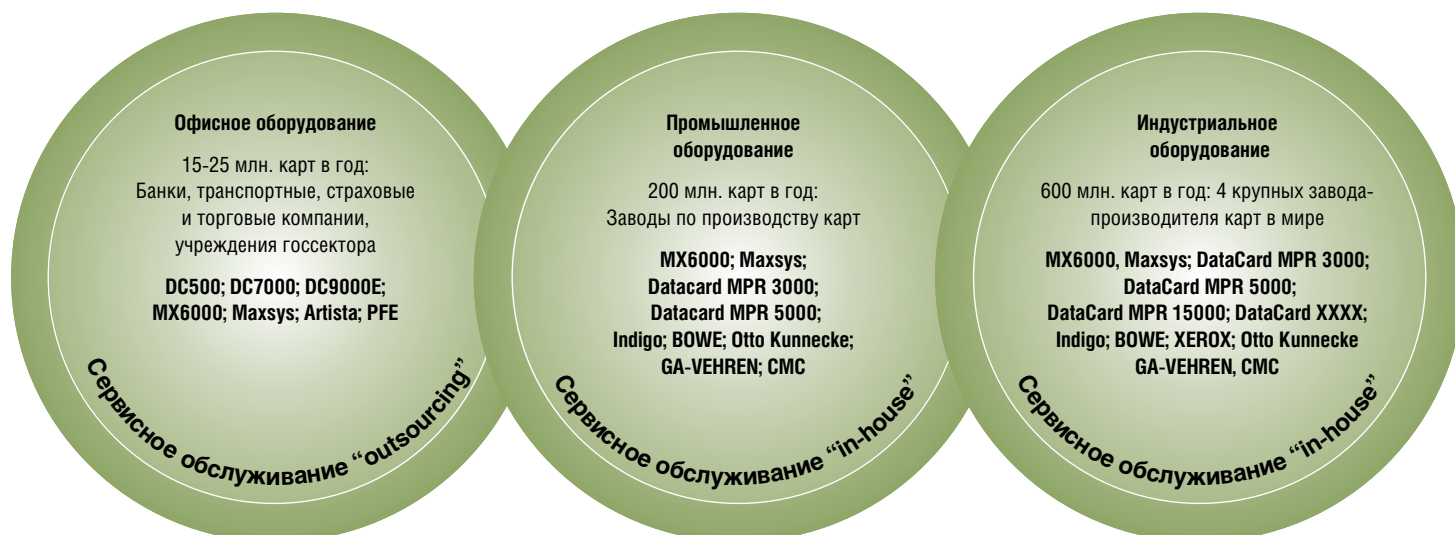 Офисное оборудование
15-25 млн. карт в год:
Банки, транспортные, страховые
и торговые компании,
учреждения госсектора
DC500; DC7000; DC9000E;
MX6000; Maxsys; Artista; PFE
Сервисное обслуживание “outsourcing”
Промышленное
оборудование
200 млн. карт в год:
Заводы по производству карт
MX6000; Maxsys;
Datacard MPR 3000;
Datacard MPR 5000;
Indigo; BOWE; Otto Kunnecke;
GA-VEHREN; CMC
Сервисное обслуживание “in-house”
Индустриальное
оборудование
600 млн. карт в год: 4 крупных завода-
производителя карт в мире
MX6000, Maxsys; DataCard MPR 3000;
DataCard MPR 5000;
DataCard MPR 15000; DataCard XXXX;
Indigo; BOWE; XEROX; Otto Kunnecke
GA-VEHREN, CMC
Сервисное обслуживание “in-house”